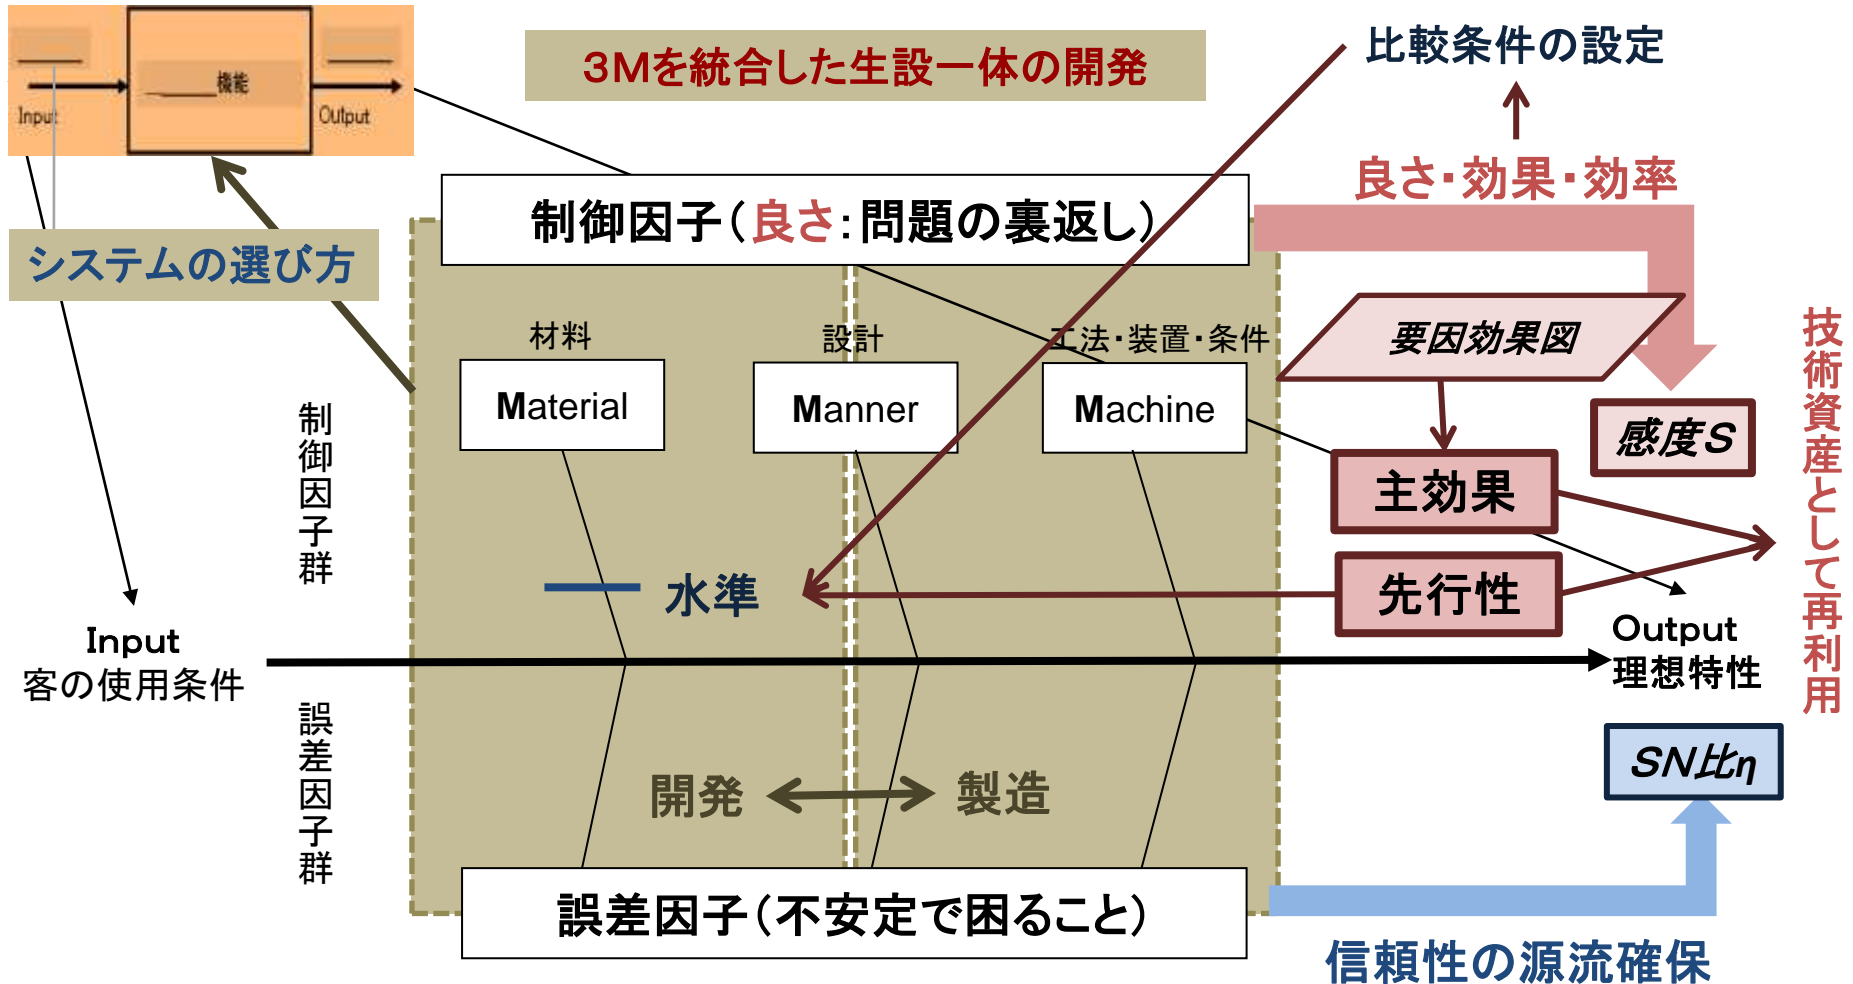 機能
Input
Output
3Mを統合した生設一体の開発
比較条件の設定
良さ・効果・効率
制御因子(良さ:問題の裏返し)
システムの選び方
材料
設計
工法・装置・条件
Material
Manner
Machine
要因効果図
感度S
主効果
先行性
技術資産として再利用
制御因子群
水準
Input
客の使用条件
Output
理想特性
誤差因子群
開発
製造
SN比η
誤差因子(不安定で困ること)
信頼性の源流確保